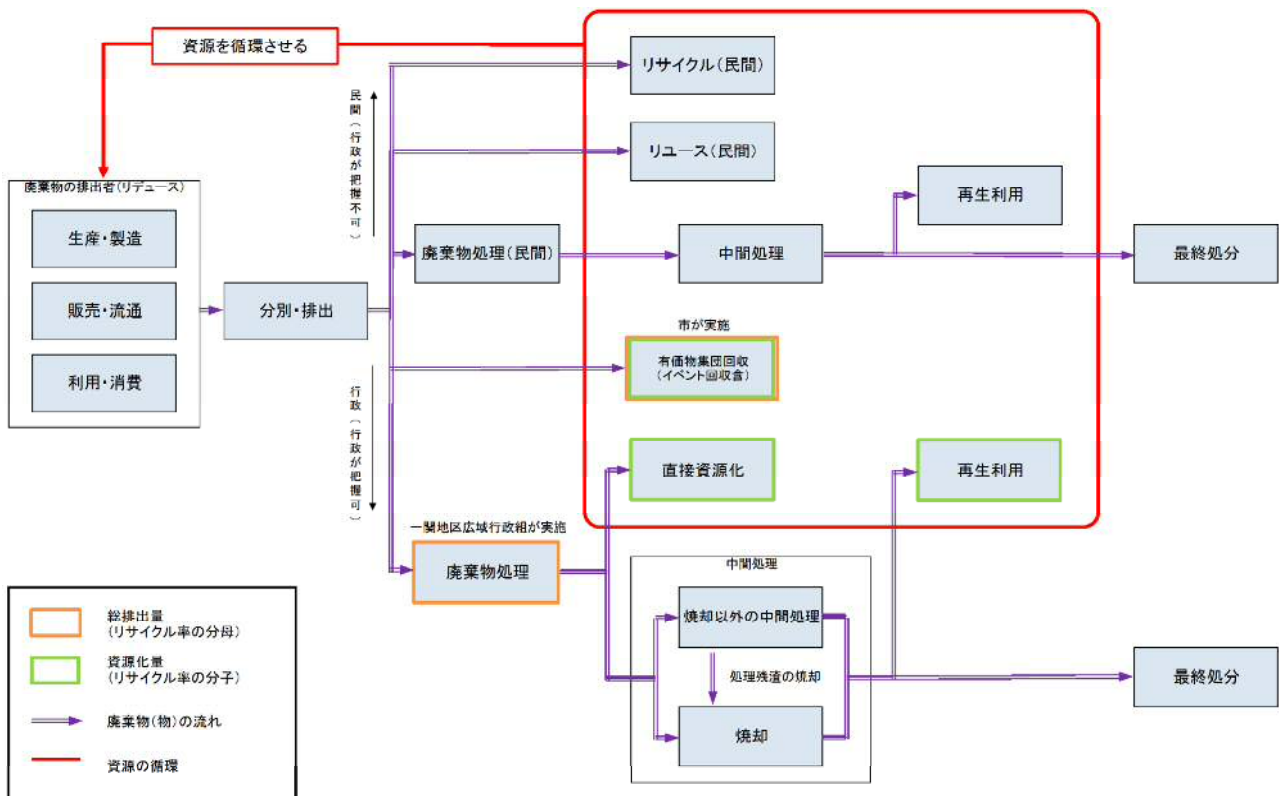 資源を循環させる
リサイクル(民間)
民間(行政が把握不可)
リユース(民間)
廃棄物の排出者(リデュース)
生産・製造
販売・流通
利用・消費
分別・排出
廃棄物処理(民間)
中間処理
再生利用
最終処分
市が実施
有価物集団回収
(イベント回収含)
行政(行政が把握可)
直接資源化
再生利用
一関地区広域行政組が実施
廃棄物処理
中間処理
焼却以外の中間処理
処理残渣の焼却
焼却
最終処分
総排出量
(リサイクル率の分母)
資源化量
(リサイクル率の分子)
廃棄物(物)の流れ
資源の循環